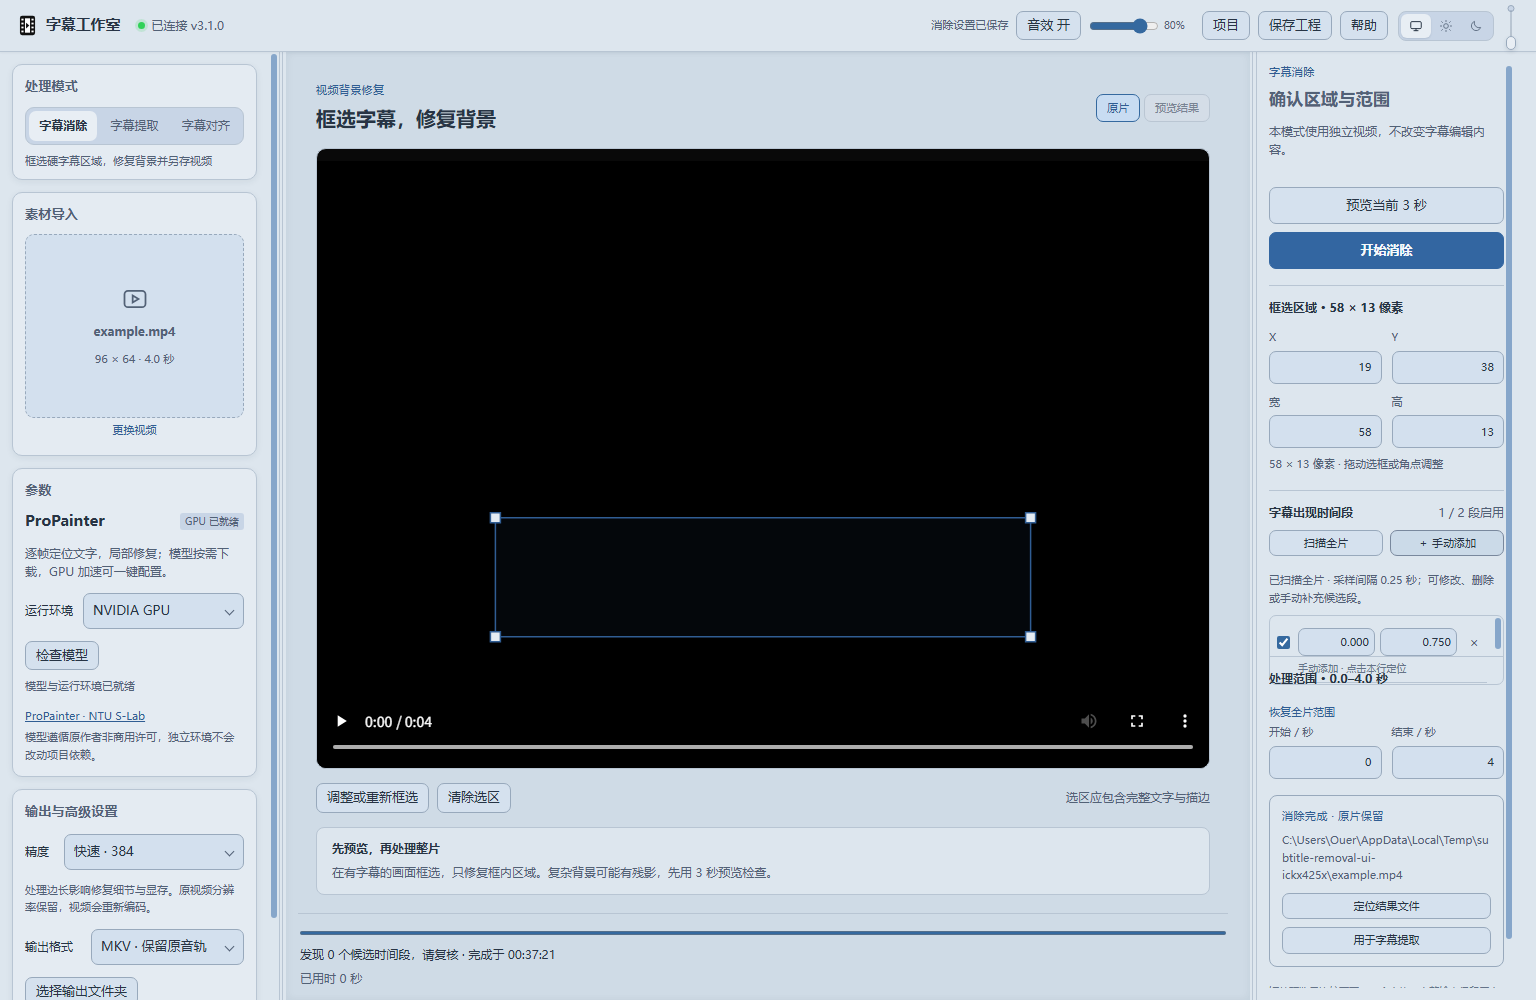 字幕工作室
已连接 v3.1.0
消除设置已保存
音效 开
80%
项目
保存工程
帮助
处理模式
字幕消除
字幕提取
字幕对齐
框选硬字幕区域，修复背景并另存视频
素材导入
example.mp4
96 × 64 · 4.0 秒
更换视频
参数
ProPainter
GPU 已就绪
逐帧定位文字，局部修复；模型按需下
载，GPU 加速可一键配置。
运行环境
NVIDIA GPU
检查模型
模型与运行环境已就绪
ProPainter · NTU S-Lab
模型遵循原作者非商用许可，独立环境不会
改动项目依赖。
输出与高级设置
精度
快速 · 384
处理边长影响修复细节与显存。原视频分辨
率保留，视频会重新编码。
输出格式
MKV · 保留原音轨
选择输出文件夹
视频背景修复
框选字幕，修复背景
原片
预览结果
0:00 / 0:04
调整或重新框选
清除选区
选区应包含完整文字与描边
先预览，再处理整片
在有字幕的画面框选，只修复框内区域。复杂背景可能有残影，先用 3 秒预览检查。
发现 0 个候选时间段，请复核 · 完成于 00:37:21
已用时 0 秒
字幕消除
确认区域与范围
本模式使用独立视频，不改变字幕编辑内
容。
预览当前 3 秒
开始消除
框选区域 • 58 × 13 像素
X
Y
19
38
宽
高
58
13
58 × 13 像素 · 拖动选框或角点调整
字幕出现时间段
1 / 2 段启用
扫描全片
+ 手动添加
已扫描全片 · 采样间隔 0.25 秒；可修改、删除
或手动补充候选段。
0.000
0.750
×
手动添加 · 点击本行定位
处理范围 • 0.0–4.0 秒
恢复全片范围
开始 / 秒
结束 / 秒
0
4
消除完成 · 原片保留
C:\Users\Ouer\AppData\Local\Temp\su
btitle-removal-ui-
ickx425x\example.mp4
定位结果文件
用于字幕提取